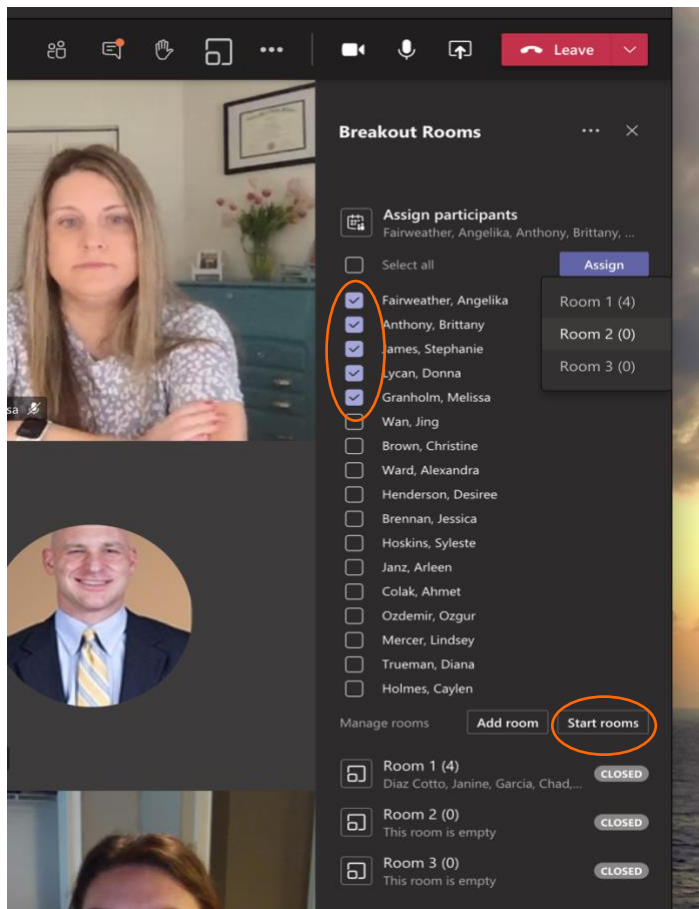 Leave
Breakout Rooms
Assign participants
Fairweather, Angelika, Anthony, Brittany, ...
Select all
Assign
Room 1 (4)
Room 2 (0)
Room 3 (0)
Fairweather, Angelika
Anthony, Brittany
James, Stephanie
Lycan, Donna
Granholm, Melissa
Wan, Jing
Brown, Christine
Ward, Alexandra
Henderson, Desiree
Brennan, Jessica
Hoskins, Syleste
Janz, Arleen
Colak, Ahmet
Ozdemir, Ozgur
Mercer, Lindsey
Trueman, Diana
Holmes, Caylen
sa
Manage rooms
Add room
Start rooms
Room 1 (4)
Diaz Cotto, Janine, Garcia, Chad,...
CLOSED
Room 2 (0)
This room is empty
CLOSED
Room 3 (0)
This room is empty
CLOSED